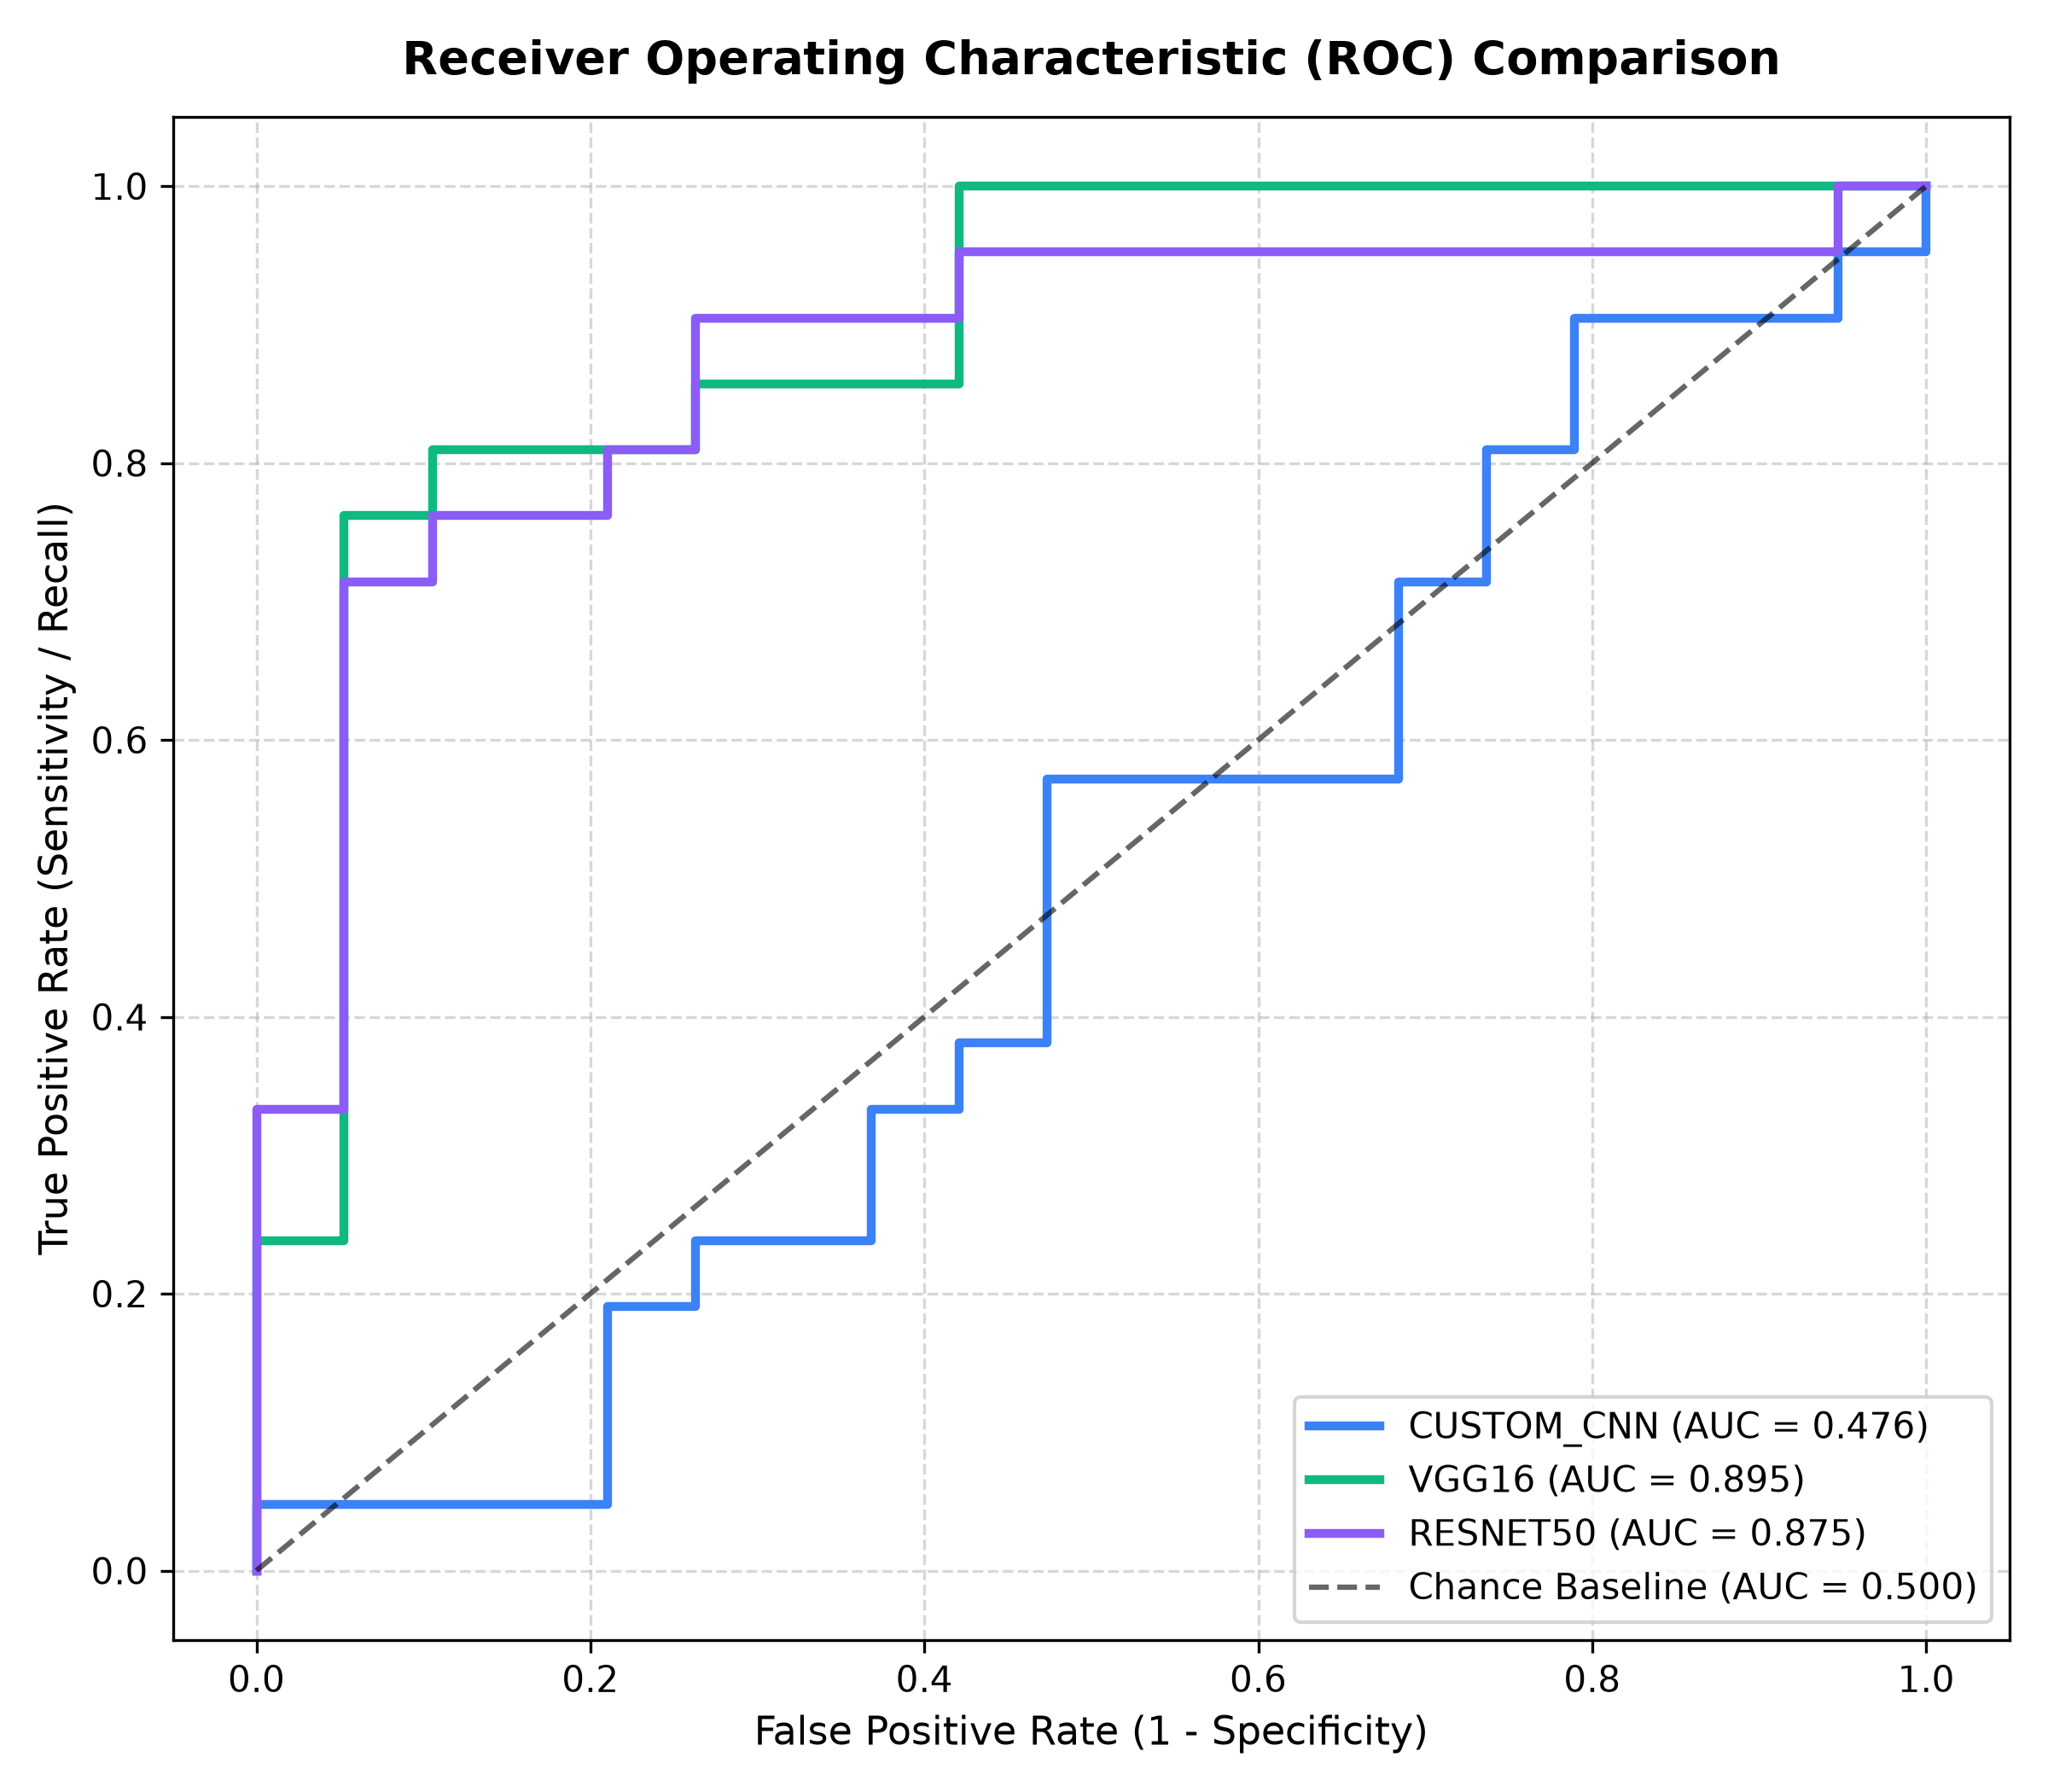 Receiver Operating Characteristic (ROC) Comparison
True Positive Rate (Sensitivity / Recall)
1.0
0.8
0.6
0.4
0.2
0.0
CUSTOM_CNN (AUC = 0.476)
VGG16 (AUC = 0.895)
RESNET50 (AUC = 0.875)
Chance Baseline (AUC = 0.500)
0.0 0.2 0.4 0.6 0.8 1.0
False Positive Rate (1 - Specificity)